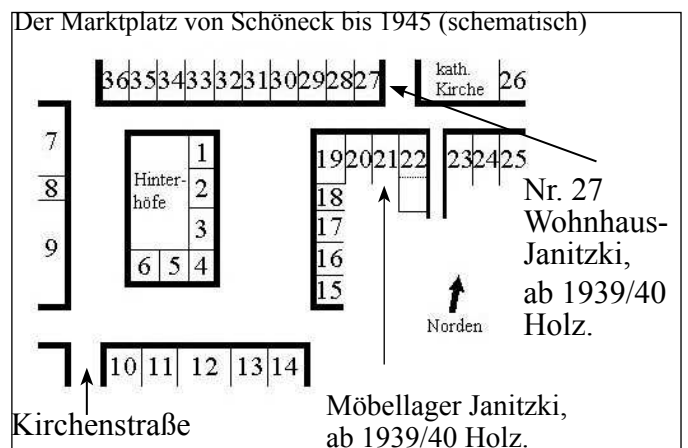 Der Marktplatz von Schöneck bis 1945 (schematisch)
36 35 34 33 32 31 30 29 28 27
kath.
Kirche
26
7
8
9
Hinter-
höfe
1
2
3
6 5 4
19 20 21 22
18
17
16
15
23 24 25
Nr. 27
Wohnhaus-
Janitzki,
ab 1939/40
Holz.
Norden
10 11 12 13 14
Kirchenstraße
Möbellager Janitzki,
ab 1939/40 Holz.